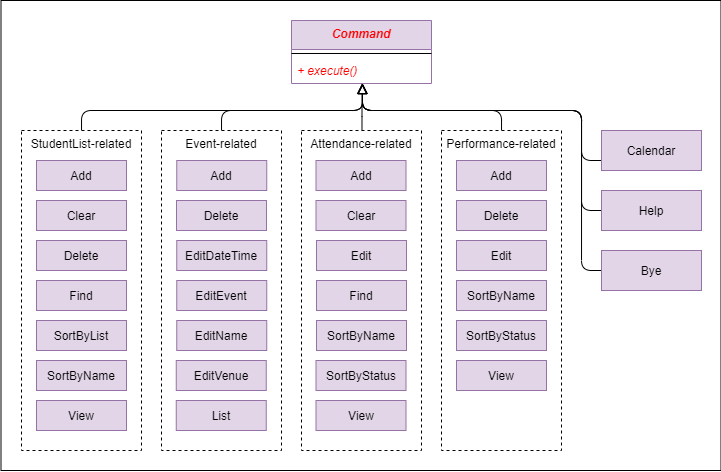 Command
+ execute()
StudentList-related
Add
Clear
Delete
Find
SortByList
SortByName
View
Event-related
Add
Delete
EditDateTime
EditEvent
EditName
EditVenue
List
Attendance-related
Add
Clear
Edit
Find
SortByName
SortByStatus
View
Performance-related
Add
Delete
Edit
SortByName
SortByStatus
View
Calendar
Help
Bye